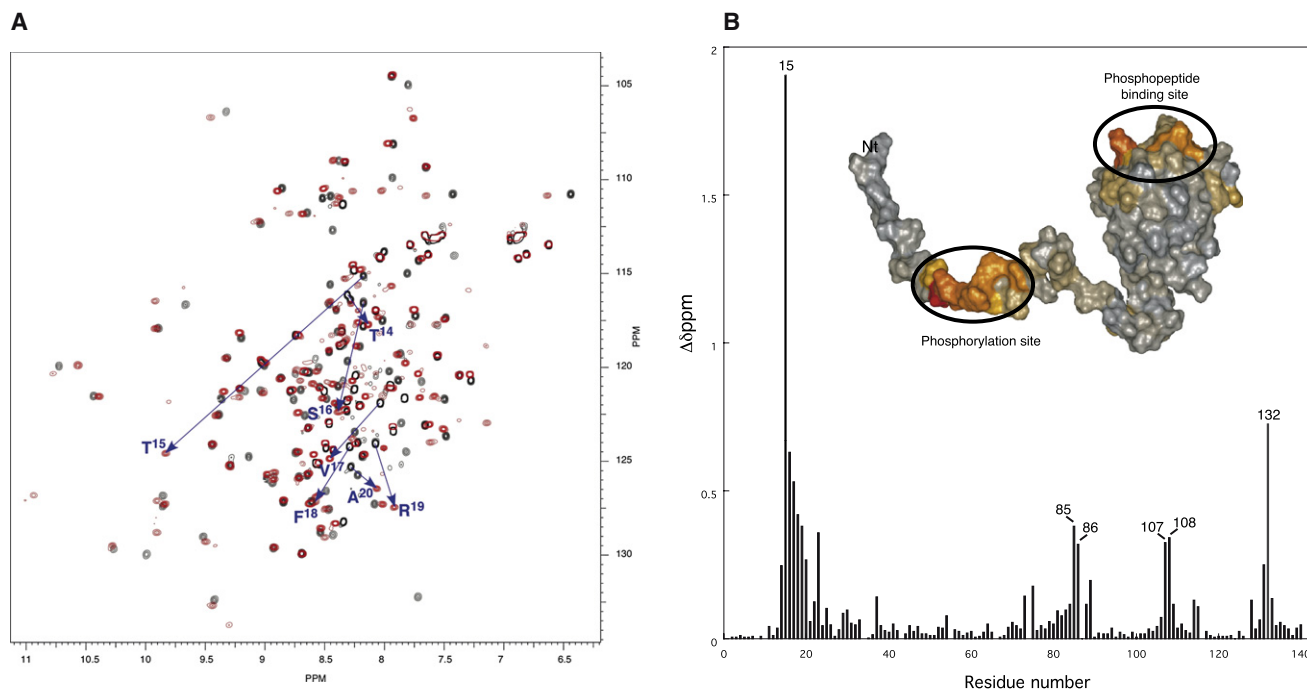 A
105
110
115
120
125
130
PPM
11
10.5
10
9.5
9
8.5
8
7.5
7
6.5
PPM
T14
S16
T15
V17
A20
F18
R19
B
2
1.5
1
0.5
0
Δδppm
0
20
40
60
80
100
120
140
Residue number
15
85
86
107
108
132
Nt
Phosphopeptide
binding site
Phosphorylation site